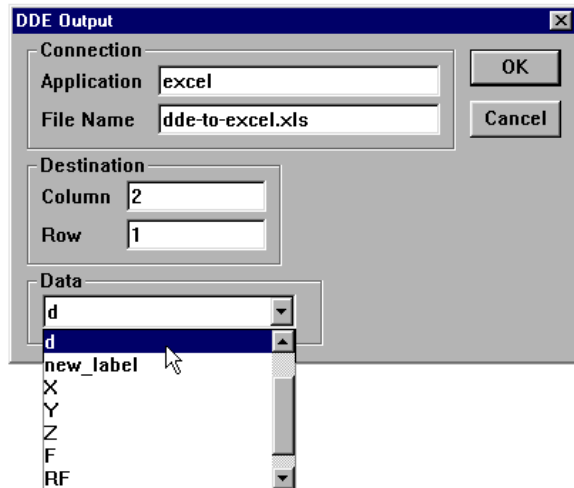 DDE Output
Connection
Application excel
File Name dde-to-excel.xls
OK
Cancel
Destination
Column 2
Row 1
Data
d
d
new_label
X
Y
Z
F
RF